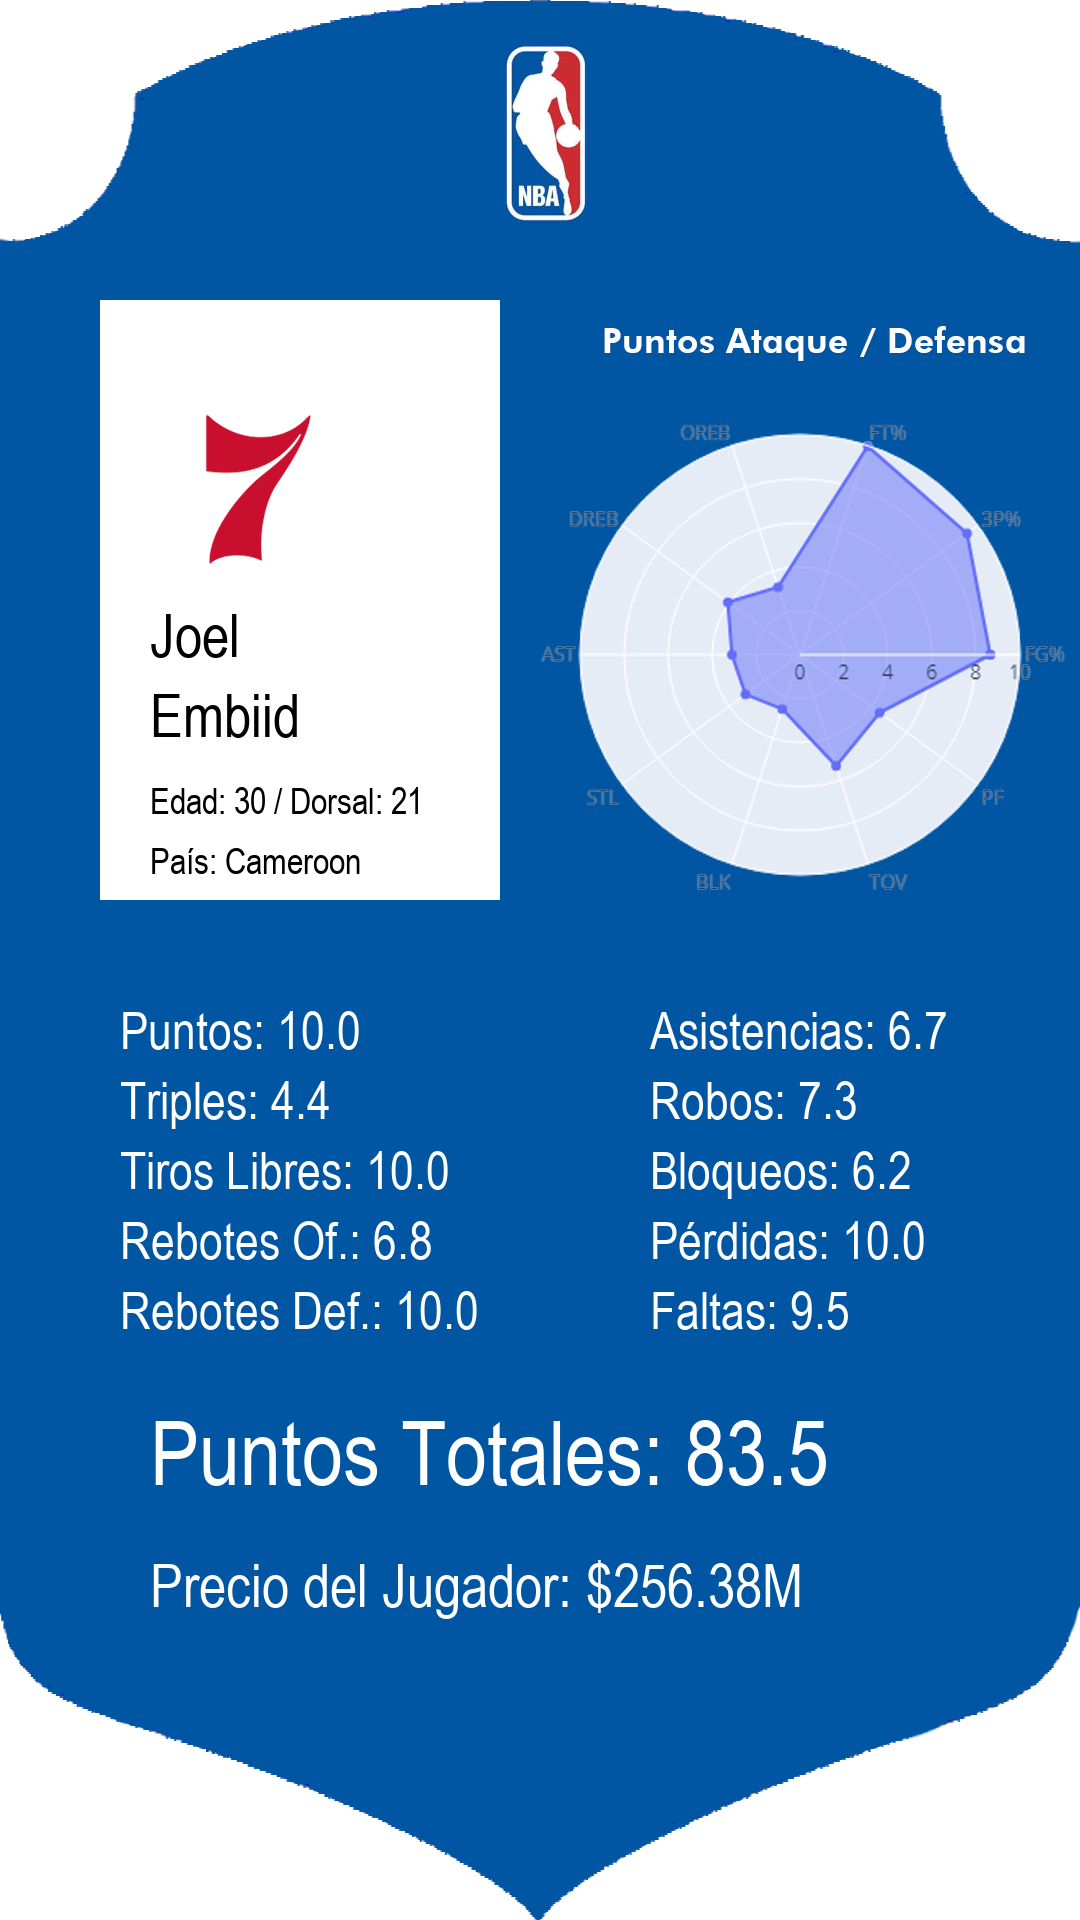 NBA
7
Joel
Embiid
Edad: 30 / Dorsal: 21
País: Cameroon
Puntos Ataque / Defensa
OREB
FT%
DREB
3P%
AST
0 2 4 6 8 10
FG%
STL
PF
BLK
TOV
Puntos: 10.0
Triples: 4.4
Tiros Libres: 10.0
Rebotes Of.: 6.8
Rebotes Def.: 10.0
Asistencias: 6.7
Robos: 7.3
Bloqueos: 6.2
Pérdidas: 10.0
Faltas: 9.5
Puntos Totales: 83.5
Precio del Jugador: $256.38M